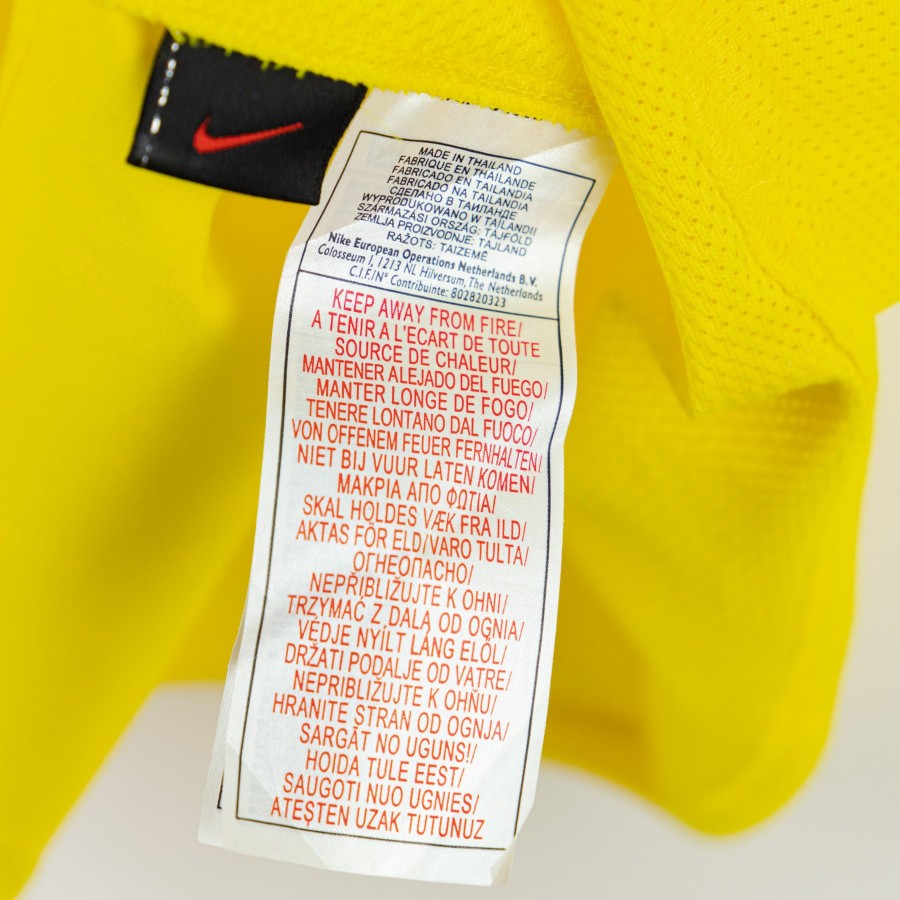 MADE IN THAILAND
FABRIQUE EN THAÏLANDE
FABRICADO EN TAILANDIA
FABRICADO NA TAILANDIA
СДЕЛАНО В ТАИЛАНДЕ
WYPRODUKOWANO W TAILANDII
SZÁRMAZÁSI ORSZÁG: TÁJFÖLD
ZEMLJA PROIZVODNJE: TAJLAND
RAŽOTS: TAIZEMĒ
Nike European Operations Netherlands B.V.
Colosseum 1, 1213 NL Hilversum, The Netherlands
C.I.F./N° Contribuinte: 802820323
KEEP AWAY FROM FIRE/
A TENIR A L'ECART DE TOUTE
SOURCE DE CHALEUR/
MANTENER ALEJADO DEL FUEGO/
MANTER LONGE DE FOGO/
TENERE LONTANO DAL FUOCO/
VON OFFENEM FEUER FERNHALTEN/
NIET BIJ VUUR LATEN KOMEN/
ΜΑΚΡΙΑ ΑΠΟ ΦΩΤΙΑ/
SKAL HOLDES VÆK FRA ILD/
AKTAS FÖR ELD/VARO TULTA/
ОГНЕОПАСНО/
NEPŘIBLIŽUJTE K OHNI/
TRZYMAĆ Z DALA OD OGNIA/
VÉDJE NYÍLT LÁNG ELŐL/
DRŽATI PODALJE OD VATRE/
NEPRIBLIŽUJTE K OHŇU/
HRANITE STRAN OD OGNJA/
SARGĀT NO UGUNS!/
HOIDA TULE EEST/
SAUGOTI NUO UGNIES/
ATEŞTEN UZAK TUTUNUZ